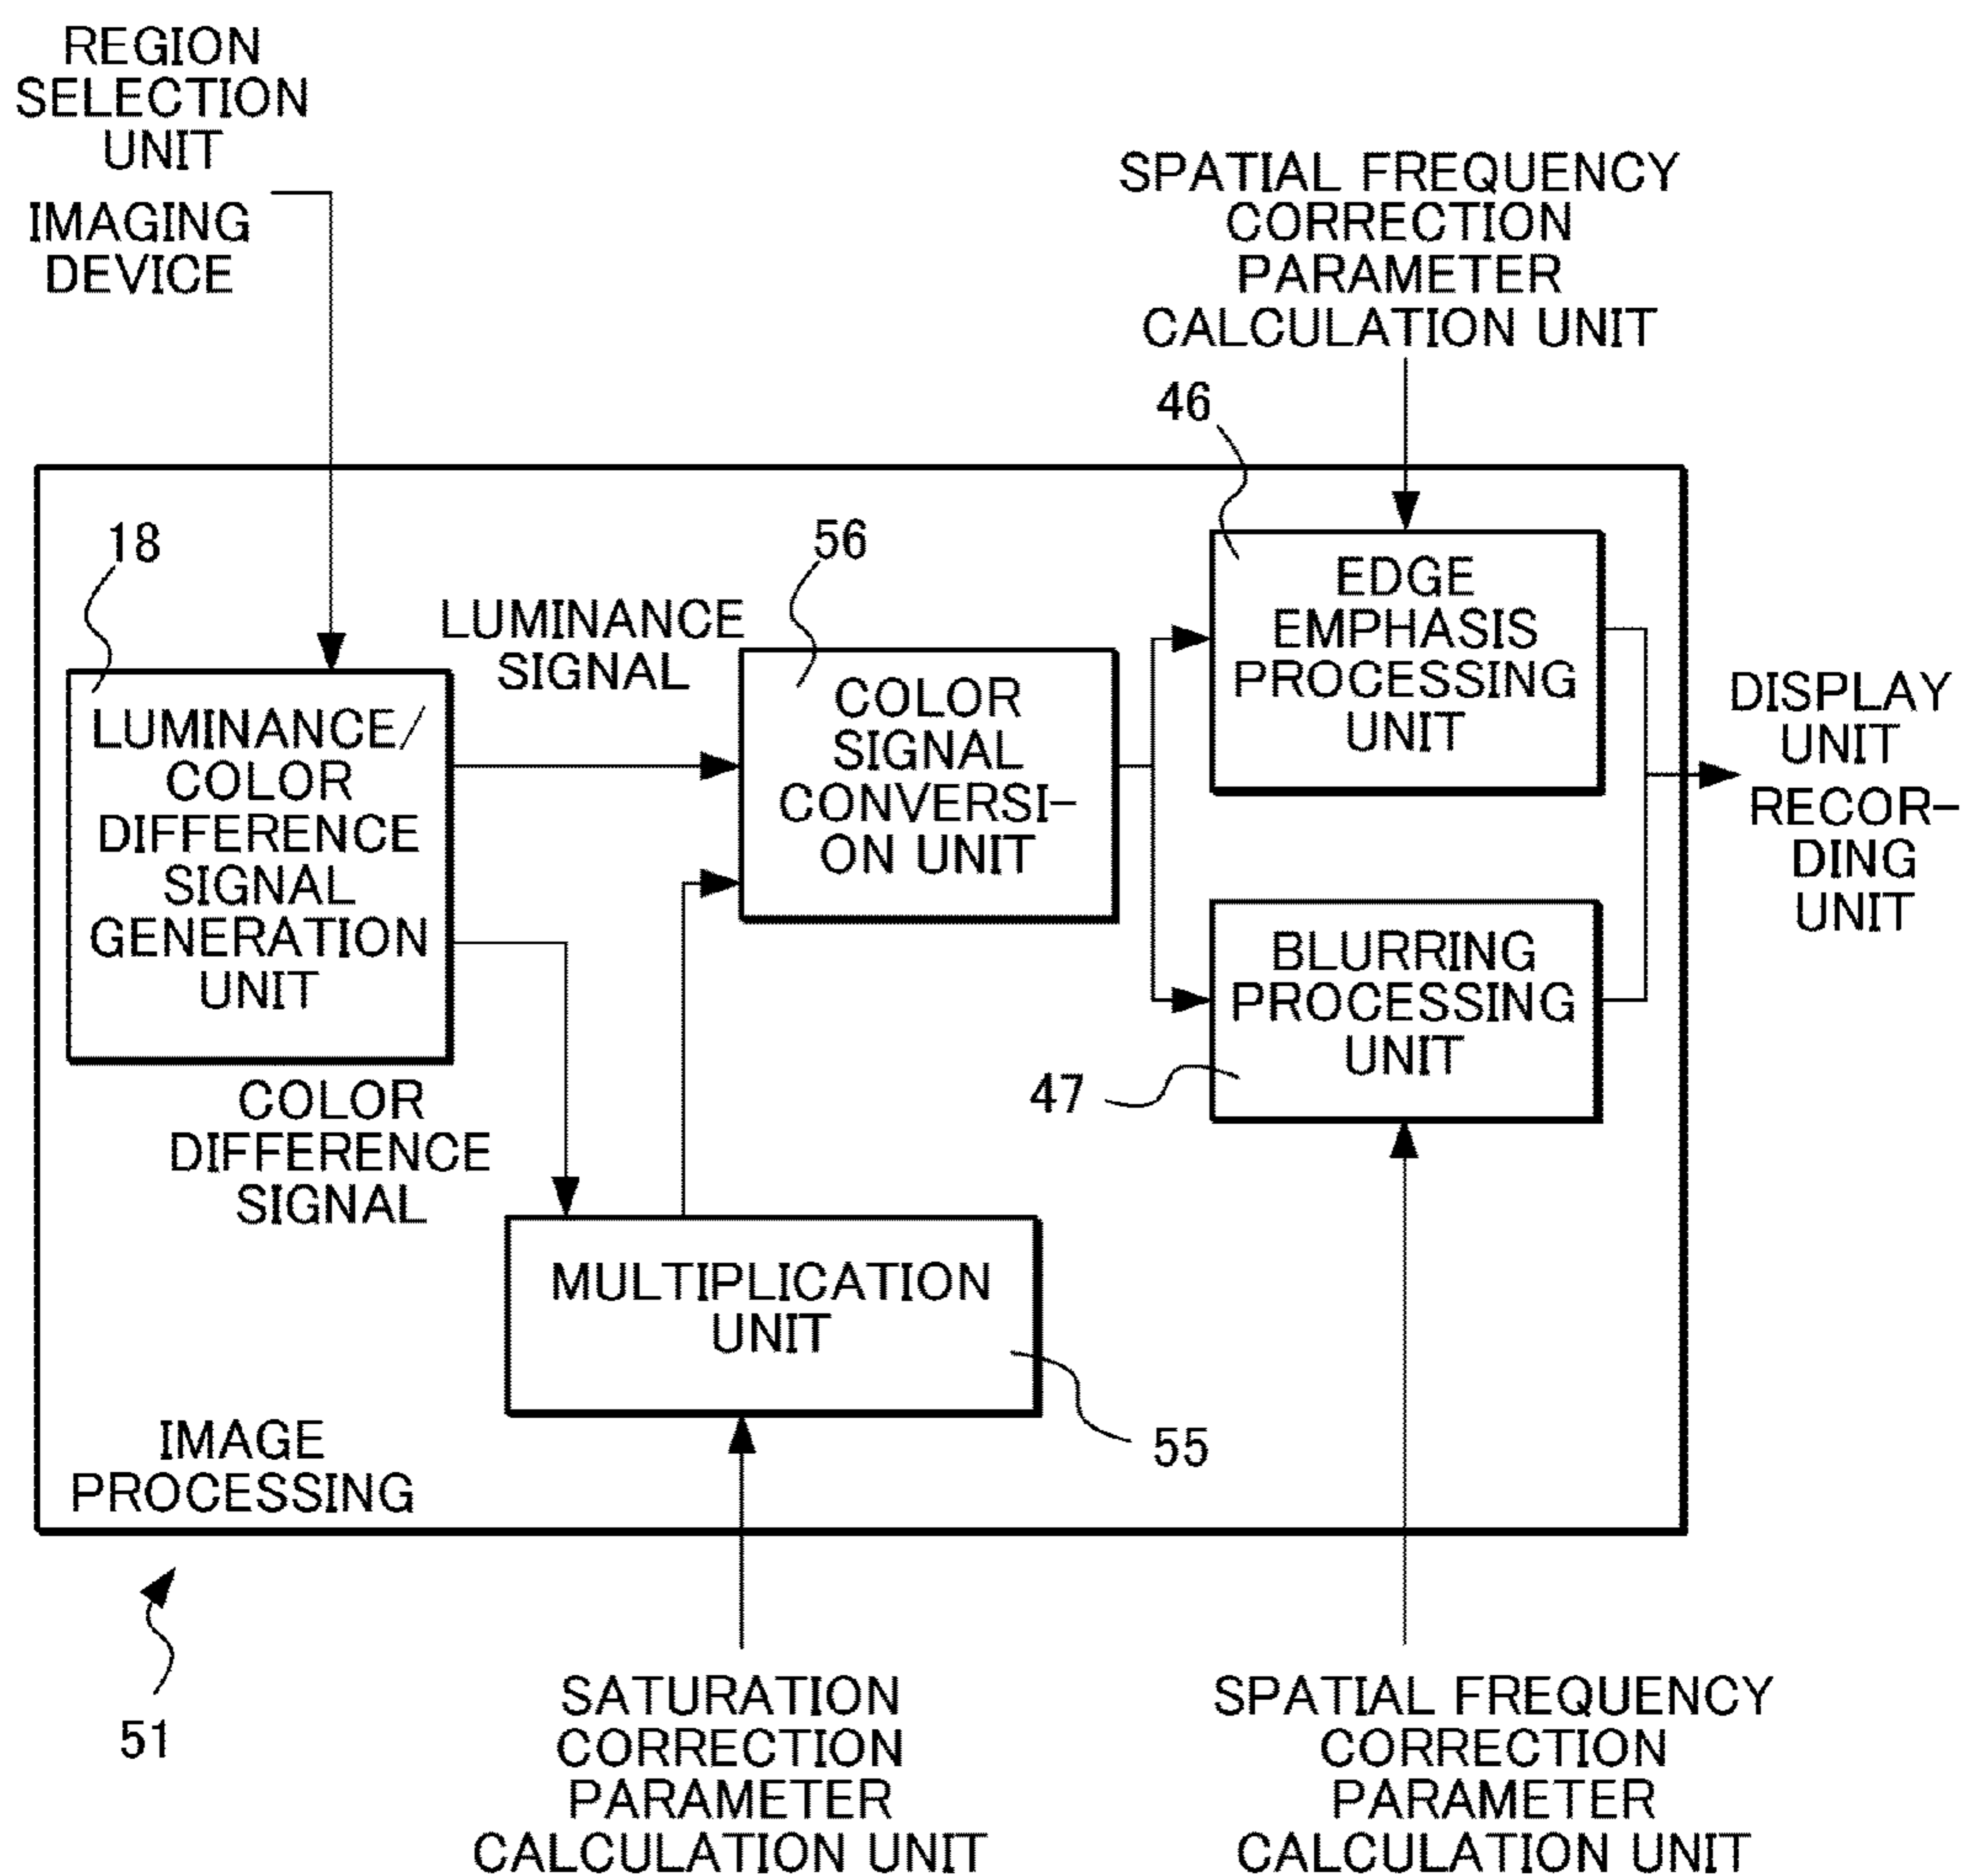 REGION
SELECTION
UNIT
IMAGING
DEVICE
SPATIAL FREQUENCY
CORRECTION
PARAMETER
CALCULATION UNIT
46
18
56
LUMINANCE
SIGNAL
LUMINANCE/
COLOR
DIFFERENCE
SIGNAL
GENERATION
UNIT
COLOR
SIGNAL
CONVERSI-
ON UNIT
EDGE
EMPHASIS
PROCESSING
UNIT
DISPLAY
UNIT
RECOR-
DING
UNIT
BLURRING
PROCESSING
UNIT
47
COLOR
DIFFERENCE
SIGNAL
MULTIPLICATION
UNIT
55
IMAGE
PROCESSING
51
SATURATION
CORRECTION
PARAMETER
CALCULATION UNIT
SPATIAL FREQUENCY
CORRECTION
PARAMETER
CALCULATION UNIT